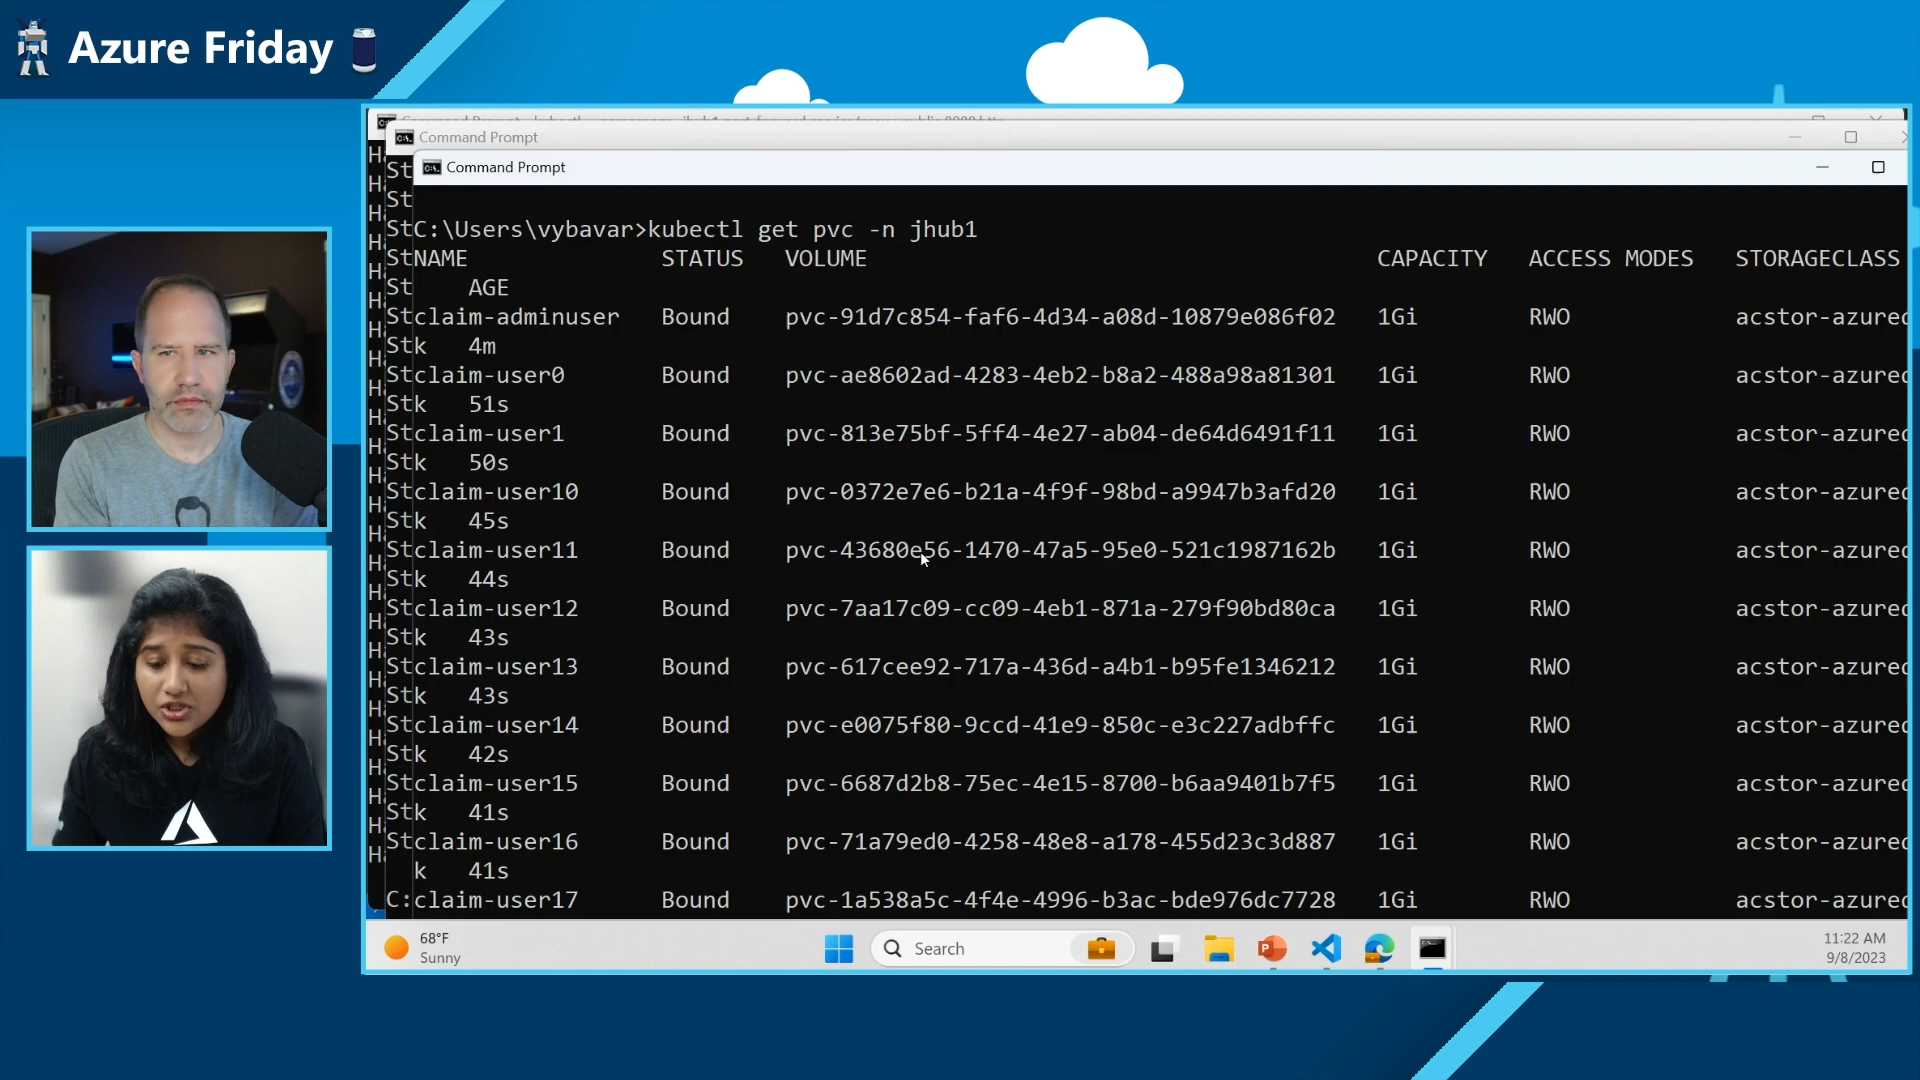 Azure Friday
Command Prompt
Command Prompt
C:\Users\vybavar>kubectl get pvc -n jhub1
NAME STATUS VOLUME CAPACITY ACCESS MODES STORAGECLASS
AGE
claim-adminuser Bound pvc-91d7c854-faf6-4d34-a08d-10879e086f02 1Gi RWO acstor-azured
k 4m
claim-user0 Bound pvc-ae8602ad-4283-4eb2-b8a2-488a98a81301 1Gi RWO acstor-azured
k 51s
claim-user1 Bound pvc-813e75bf-5ff4-4e27-ab04-de64d6491f11 1Gi RWO acstor-azured
k 50s
claim-user10 Bound pvc-0372e7e6-b21a-4f9f-98bd-a9947b3afd20 1Gi RWO acstor-azured
k 45s
claim-user11 Bound pvc-43680e56-1470-47a5-95e0-521c1987162b 1Gi RWO acstor-azured
k 44s
claim-user12 Bound pvc-7aa17c09-cc09-4eb1-871a-279f90bd80ca 1Gi RWO acstor-azured
k 43s
claim-user13 Bound pvc-617cee92-717a-436d-a4b1-b95fe1346212 1Gi RWO acstor-azured
k 43s
claim-user14 Bound pvc-e0075f80-9ccd-41e9-850c-e3c227adbffc 1Gi RWO acstor-azured
k 42s
claim-user15 Bound pvc-6687d2b8-75ec-4e15-8700-b6aa9401b7f5 1Gi RWO acstor-azured
k 41s
claim-user16 Bound pvc-71a79ed0-4258-48e8-a178-455d23c3d887 1Gi RWO acstor-azured
k 41s
claim-user17 Bound pvc-1a538a5c-4f4e-4996-b3ac-bde976dc7728 1Gi RWO acstor-azured
68°F
Sunny
Search
11:22 AM
9/8/2023